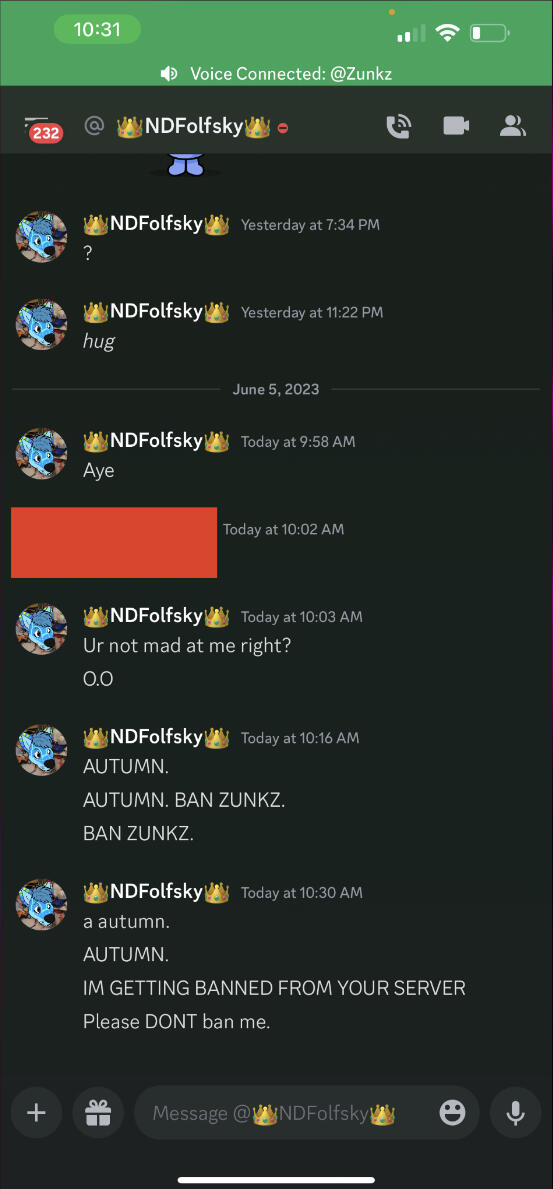 10:31
Voice Connected: @Zunkz
232
@ 👑NDFolfsky👑
👑NDFolfsky👑 Yesterday at 7:34 PM
?
👑NDFolfsky👑 Yesterday at 11:22 PM
hug
June 5, 2023
👑NDFolfsky👑 Today at 9:58 AM
Aye
Today at 10:02 AM
👑NDFolfsky👑 Today at 10:03 AM
Ur not mad at me right?
O.O
👑NDFolfsky👑 Today at 10:16 AM
AUTUMN.
AUTUMN. BAN ZUNKZ.
BAN ZUNKZ.
👑NDFolfsky👑 Today at 10:30 AM
a autumn.
AUTUMN.
IM GETTING BANNED FROM YOUR SERVER
Please DONT ban me.
Message @👑NDFolfsky👑